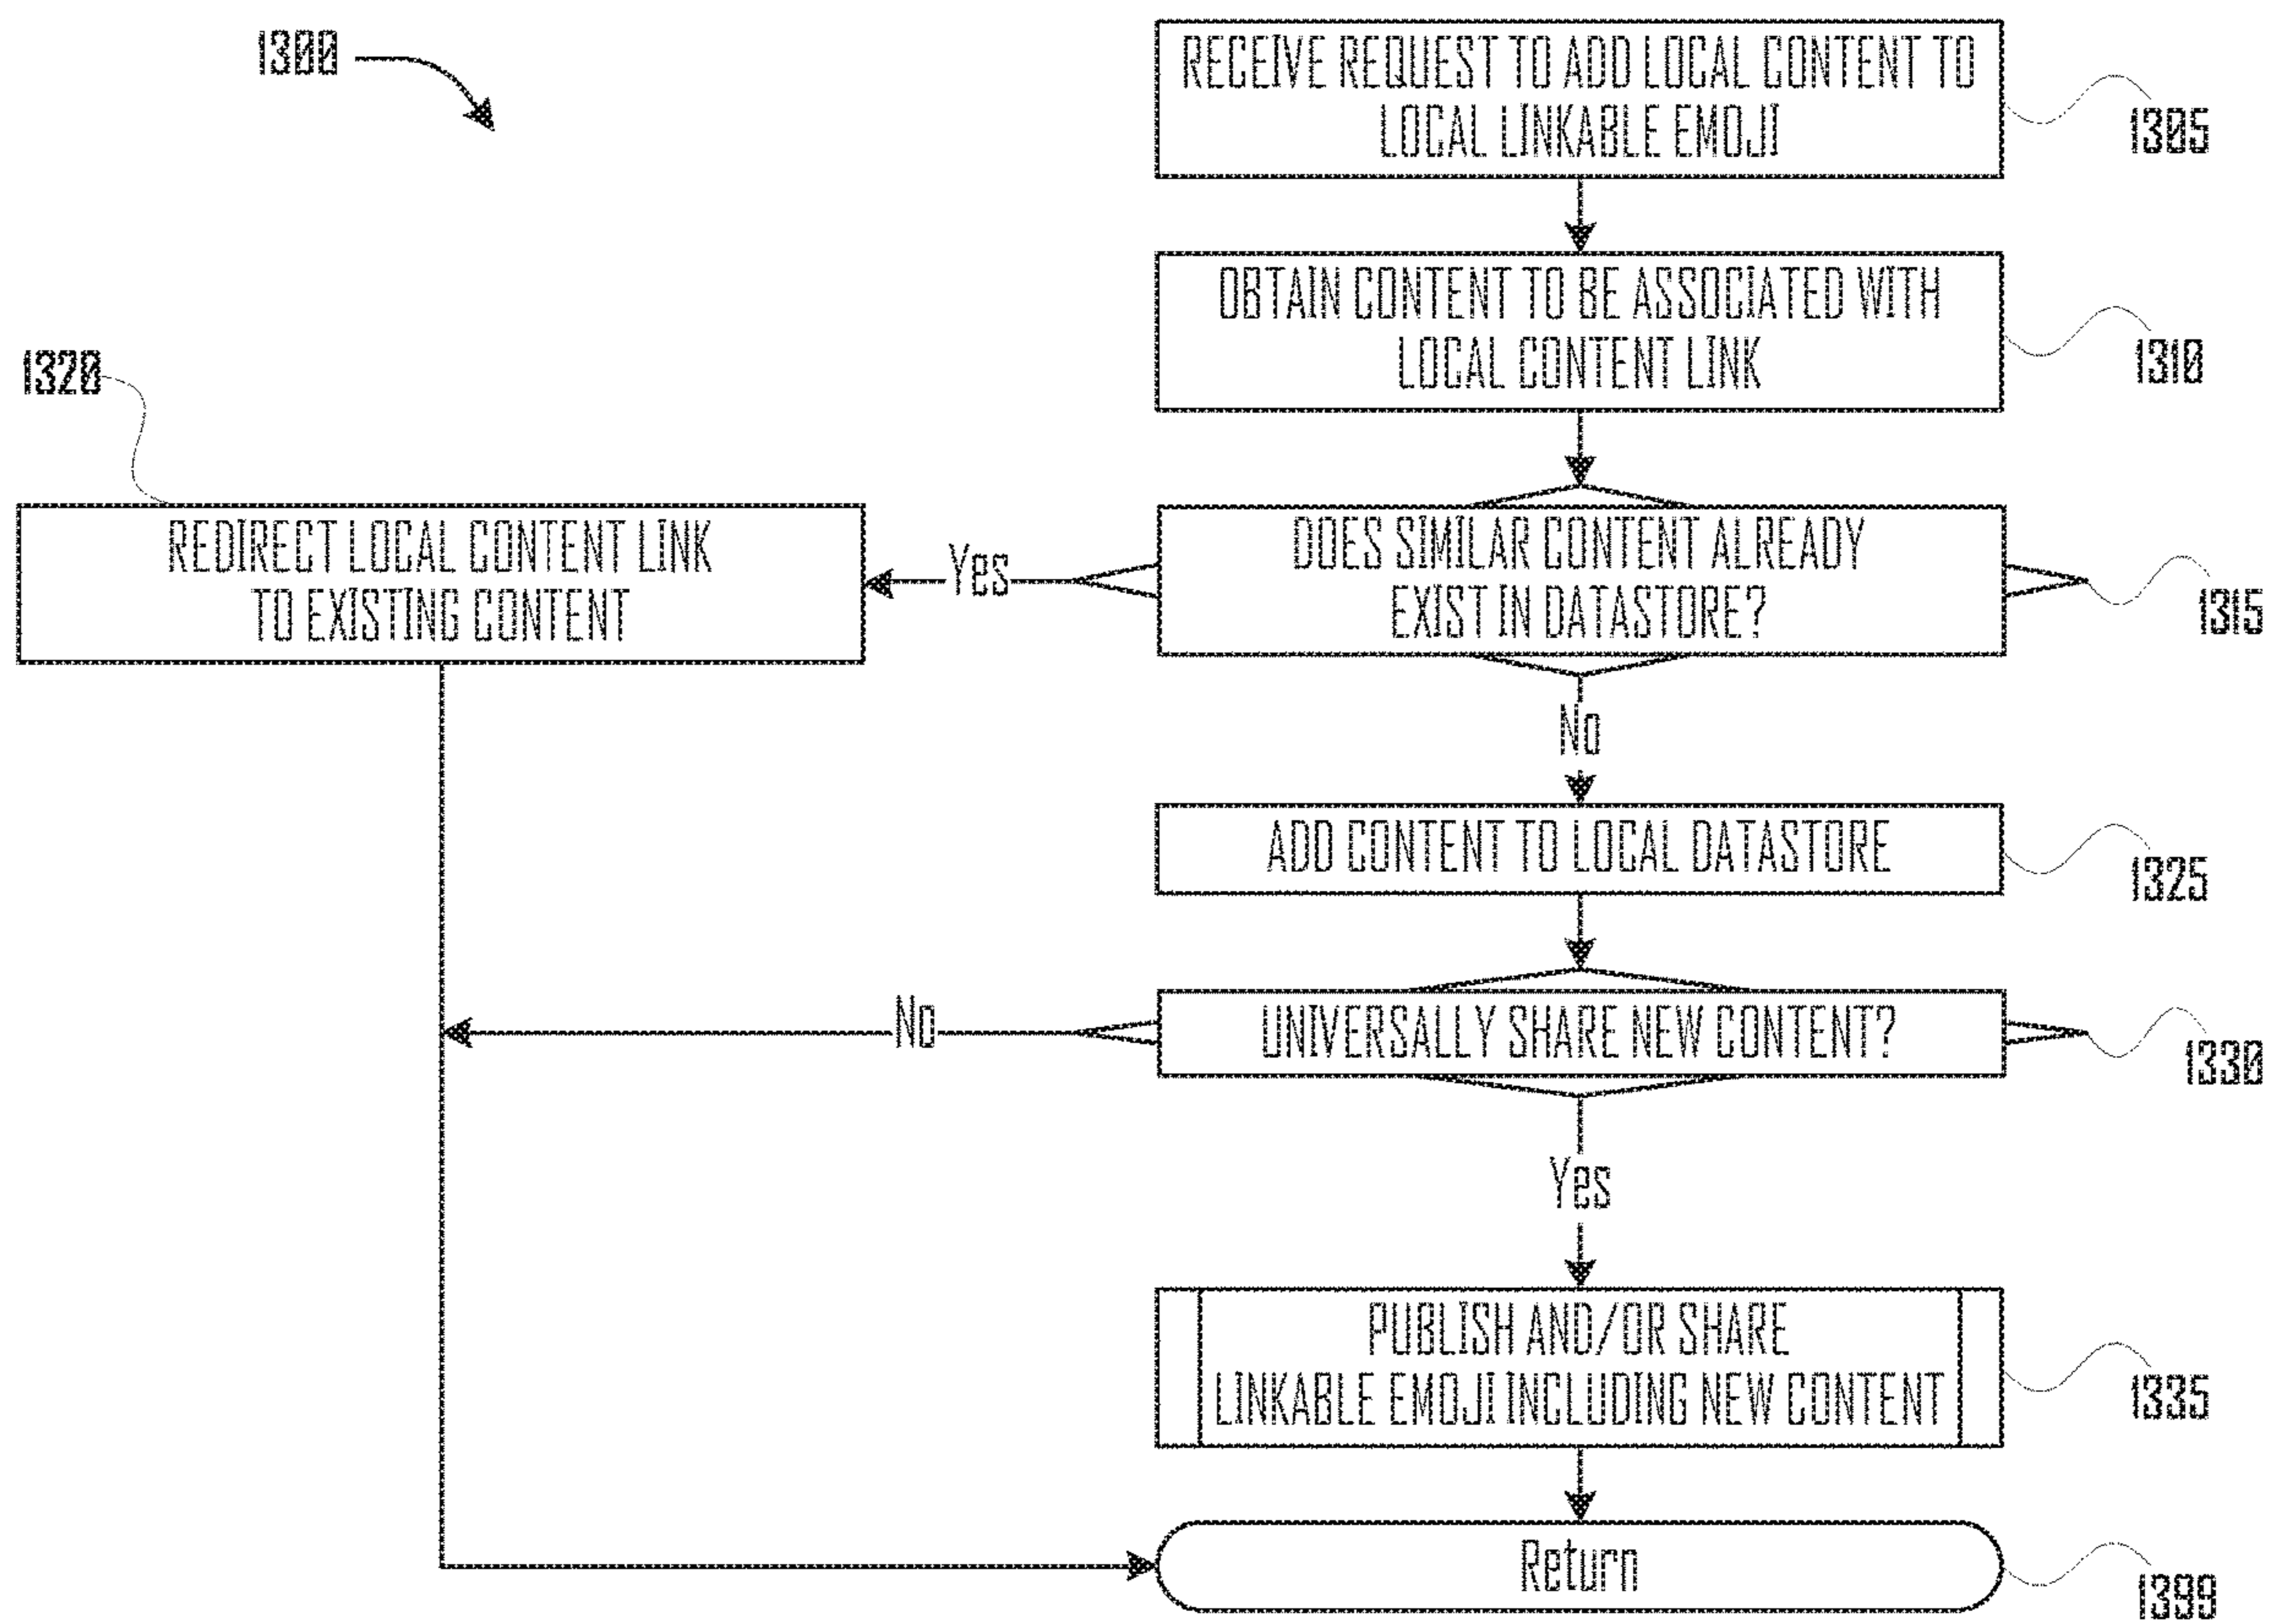 1300
RECEIVE REQUEST TO ADD LOCAL CONTENT TO
LOCAL LINKABLE EMOJI
1305
OBTAIN CONTENT TO BE ASSOCIATED WITH
LOCAL CONTENT LINK
1310
1320
REDIRECT LOCAL CONTENT LINK
TO EXISTING CONTENT
Yes
DOES SIMILAR CONTENT ALREADY
EXIST IN DATASTORE?
1315
No
ADD CONTENT TO LOCAL DATASTORE
1325
No
UNIVERSALLY SHARE NEW CONTENT?
1330
Yes
PUBLISH AND/OR SHARE
LINKABLE EMOJI INCLUDING NEW CONTENT
1335
Return
1399